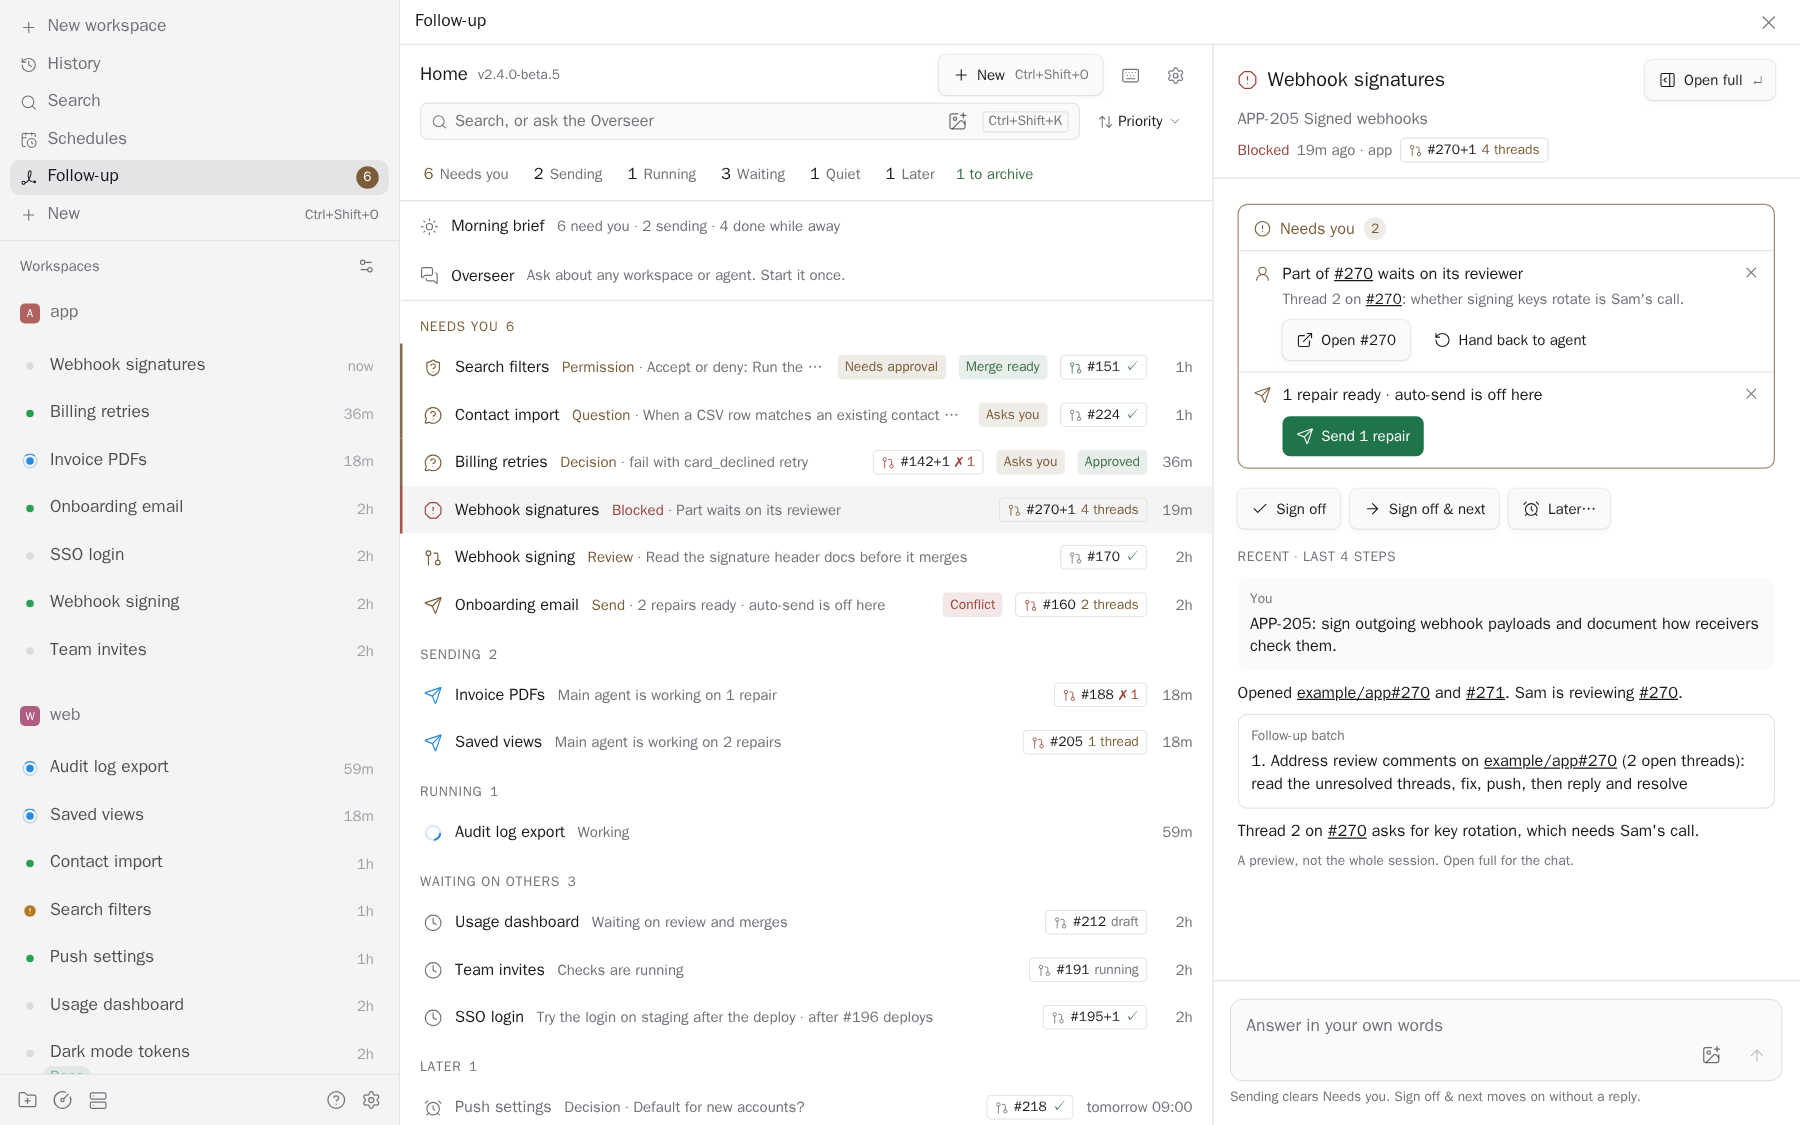 New workspace
History
Search
Schedules
Follow-up 6
New Ctrl+Shift+O
Workspaces
A app
Webhook signatures now
Billing retries 36m
Invoice PDFs 18m
Onboarding email 2h
SSO login 2h
Webhook signing 2h
Team invites 2h
W web
Audit log export 59m
Saved views 18m
Contact import 1h
Search filters 1h
Push settings 1h
Usage dashboard 2h
Dark mode tokens 2h
Follow-up
Home v2.4.0-beta.5 New Ctrl+Shift+O
Search, or ask the Overseer Ctrl+Shift+K Priority
6 Needs you 2 Sending 1 Running 3 Waiting 1 Quiet 1 Later 1 to archive
Morning brief 6 need you · 2 sending · 4 done while away
Overseer Ask about any workspace or agent. Start it once.
NEEDS YOU 6
Search filters Permission · Accept or deny: Run the ··· Needs approval Merge ready #151 ✓ 1h
Contact import Question · When a CSV row matches an existing contact ··· Asks you #224 ✓ 1h
Billing retries Decision · fail with card_declined retry #142+1 ✗ 1 Asks you Approved 36m
Webhook signatures Blocked · Part waits on its reviewer #270+1 4 threads 19m
Webhook signing Review · Read the signature header docs before it merges #170 ✓ 2h
Onboarding email Send · 2 repairs ready · auto-send is off here Conflict #160 2 threads 2h
SENDING 2
Invoice PDFs Main agent is working on 1 repair #188 ✗ 1 18m
Saved views Main agent is working on 2 repairs #205 1 thread 18m
RUNNING 1
Audit log export Working 59m
WAITING ON OTHERS 3
Usage dashboard Waiting on review and merges #212 draft 2h
Team invites Checks are running #191 running 2h
SSO login Try the login on staging after the deploy · after #196 deploys #195+1 ✓ 2h
LATER 1
Push settings Decision · Default for new accounts? #218 ✓ tomorrow 09:00
Webhook signatures Open full
APP-205 Signed webhooks
Blocked 19m ago · app #270+1 4 threads
Needs you 2
Part of #270 waits on its reviewer
Thread 2 on #270: whether signing keys rotate is Sam's call.
Open #270 Hand back to agent
1 repair ready · auto-send is off here
Send 1 repair
Sign off Sign off & next Later···
RECENT · LAST 4 STEPS
You
APP-205: sign outgoing webhook payloads and document how receivers
check them.
Opened example/app#270 and #271. Sam is reviewing #270.
Follow-up batch
1. Address review comments on example/app#270 (2 open threads):
read the unresolved threads, fix, push, then reply and resolve
Thread 2 on #270 asks for key rotation, which needs Sam's call.
A preview, not the whole session. Open full for the chat.
Answer in your own words
Sending clears Needs you. Sign off & next moves on without a reply.